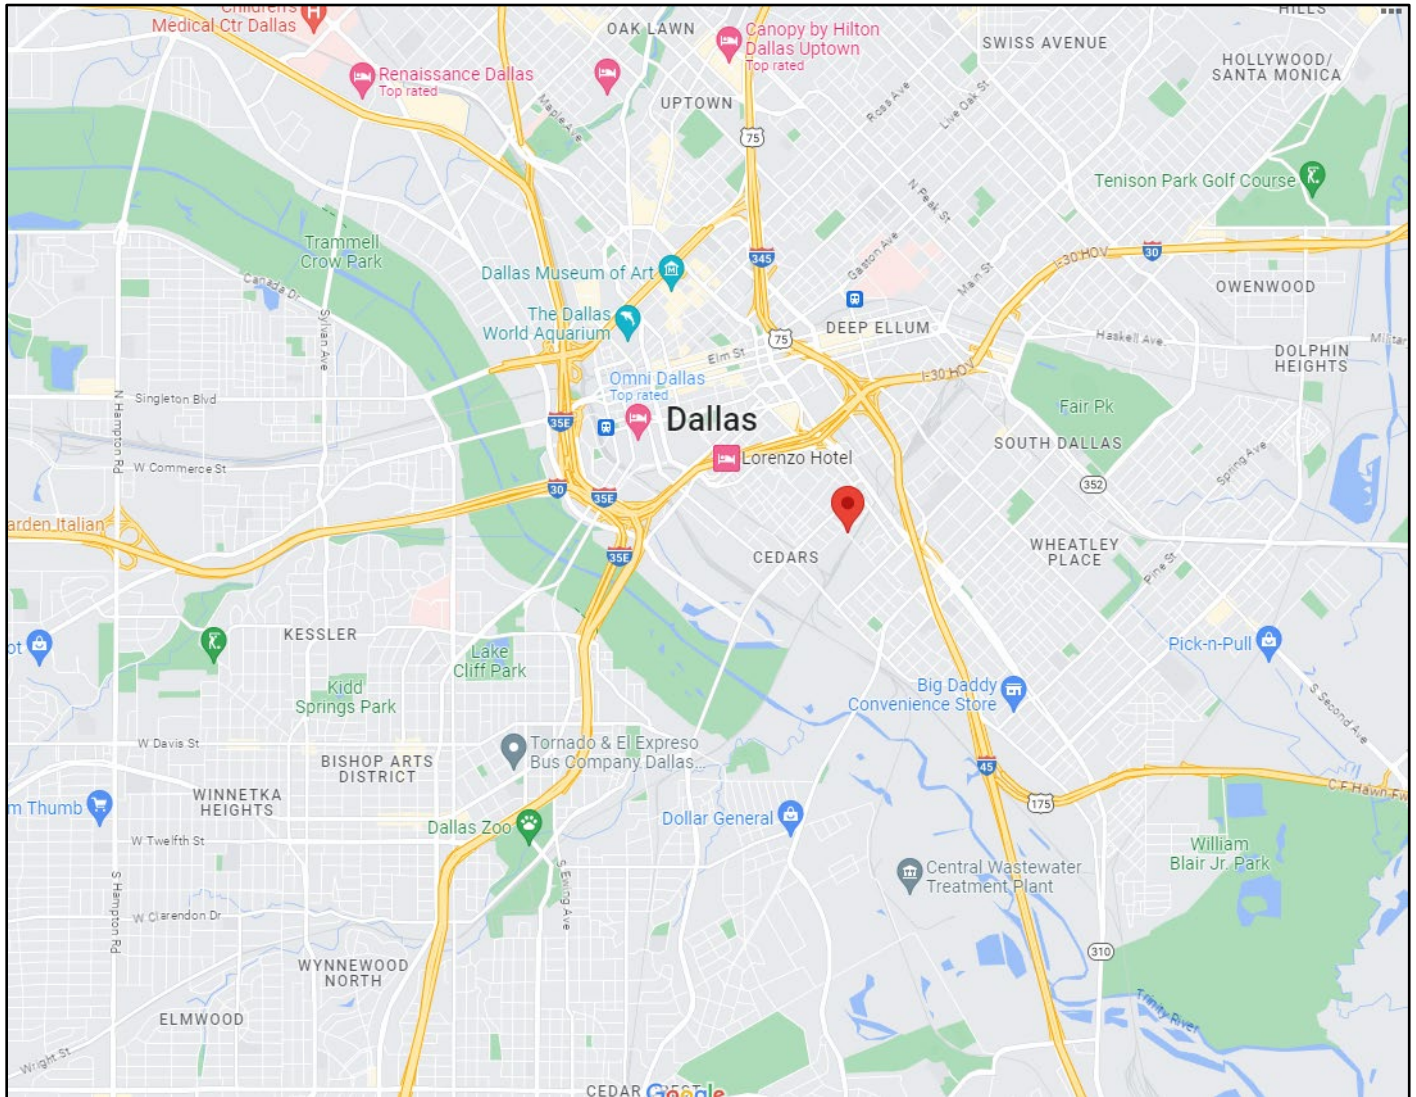 Children's
Medical Ctr Dallas
Renaissance Dallas
Top rated
OAK LAWN
Canopy by Hilton
Dallas Uptown
Top rated
SWISS AVENUE
HILLS
HOLLYWOOD/
SANTA MONICA
UPTOWN
Maple Ave
75
Ross Ave
Live Oak St
Tenison Park Golf Course
N Peak St
Trammell
Crow Park
Canada Dr
Sylvan Ave
Dallas Museum of Art
345
Gaston Ave
Main St
I-30 HOV
30
OWENWOOD
The Dallas
World Aquarium
DEEP ELLUM
75
Elm St
Haskell Ave
DOLPHIN
HEIGHTS
I-30 HOV
Omni Dallas
Top rated
Singleton Blvd
N Hampton Rd
Fair Pk
35E
Dallas
SOUTH DALLAS
Lorenzo Hotel
Spring Ave
W Commerce St
30
35E
352
arden Italian
35E
CEDARS
WHEATLEY
PLACE
Pine St
KESSLER
ot
Lake
Cliff Park
Pick-n-Pull
Kidd
Springs Park
Big Daddy
Convenience Store
S Second Ave
W Davis St
Tornado & El Expreso
Bus Company Dallas...
BISHOP ARTS
DISTRICT
45
WINNETKA
HEIGHTS
175
C F Hawn Fw
m Thumb
Dallas Zoo
Dollar General
W Twelfth St
William
Blair Jr. Park
S Hampton Rd
S Ewing Ave
Central Wastewater
Treatment Plant
W Clarendon Dr
310
WYNNEWOOD
NORTH
ELMWOOD
Trinity River
Wright St
CEDAR CREST
Google